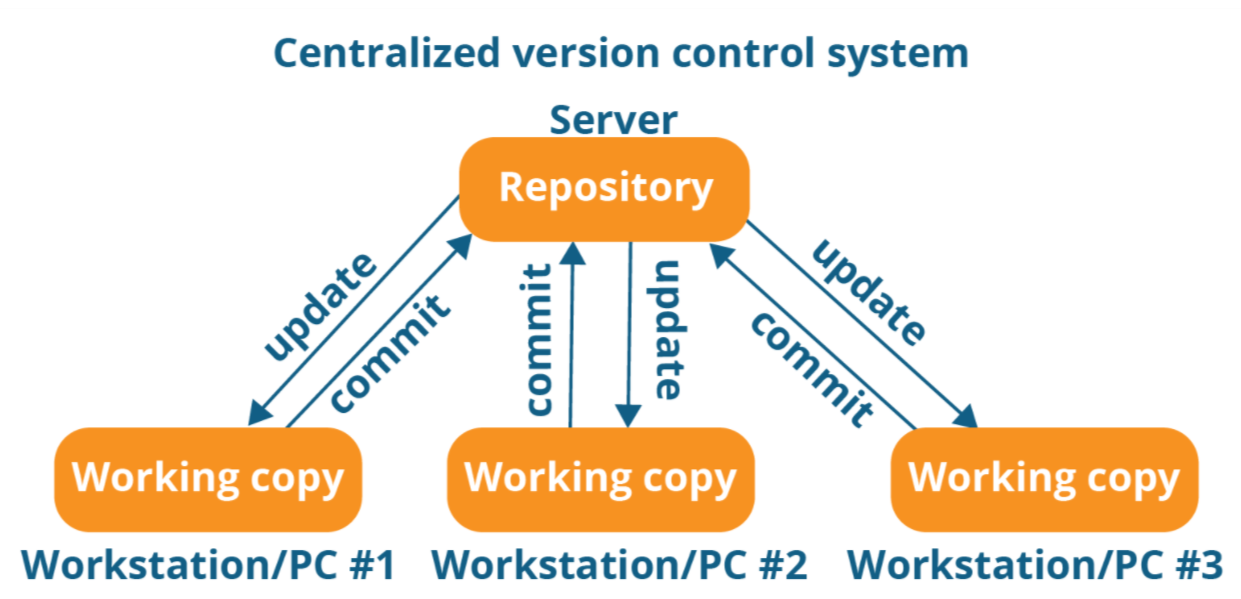 Centralized version control system
Server
Repository
update
commit
commit
update
update
commit
Working copy
Working copy
Working copy
Workstation/PC #1
Workstation/PC #2
Workstation/PC #3